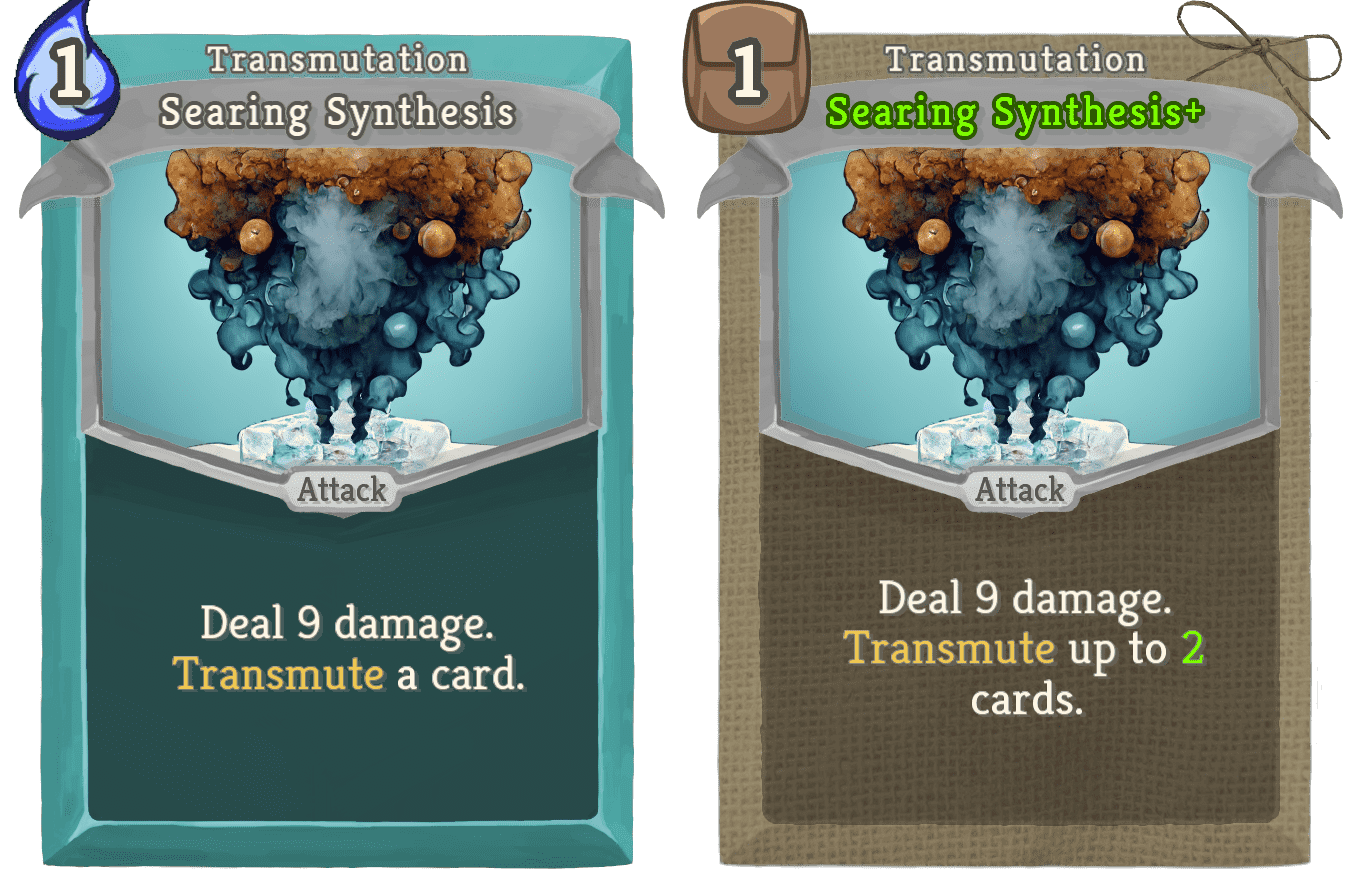 1
Transmutation
Searing Synthesis
Attack
Deal 9 damage.
Transmute a card.
1
Transmutation
Searing Synthesis+
Attack
Deal 9 damage.
Transmute up to 2
cards.